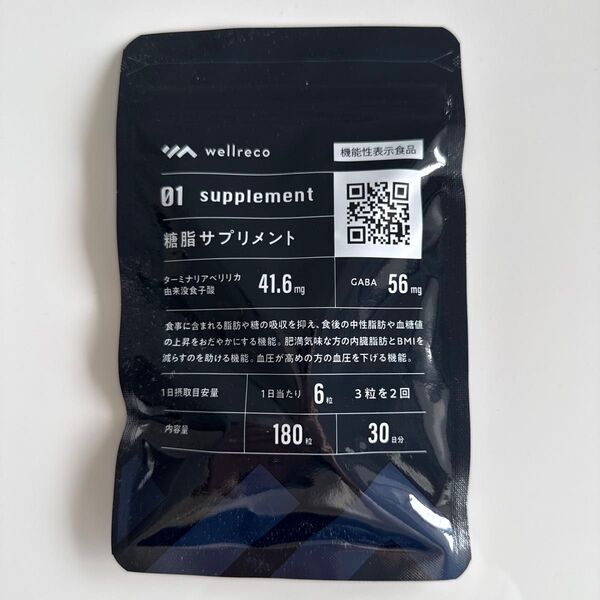 wellreco
機能性表示食品
01 supplement
糖脂サプリメント
ターミナリアベリリカ
由来没食子酸
41.6mg
GABA 56mg
食事に含まれる脂肪や糖の吸収を抑え、食後の中性脂肪や血糖値
の上昇をおだやかにする機能。肥満気味な方の内臓脂肪とBMIを
減らすのを助ける機能。血圧が高めの方の血圧を下げる機能。
1日摂取目安量 1日当たり 6粒 3粒を2回
内容量 180粒 30日分